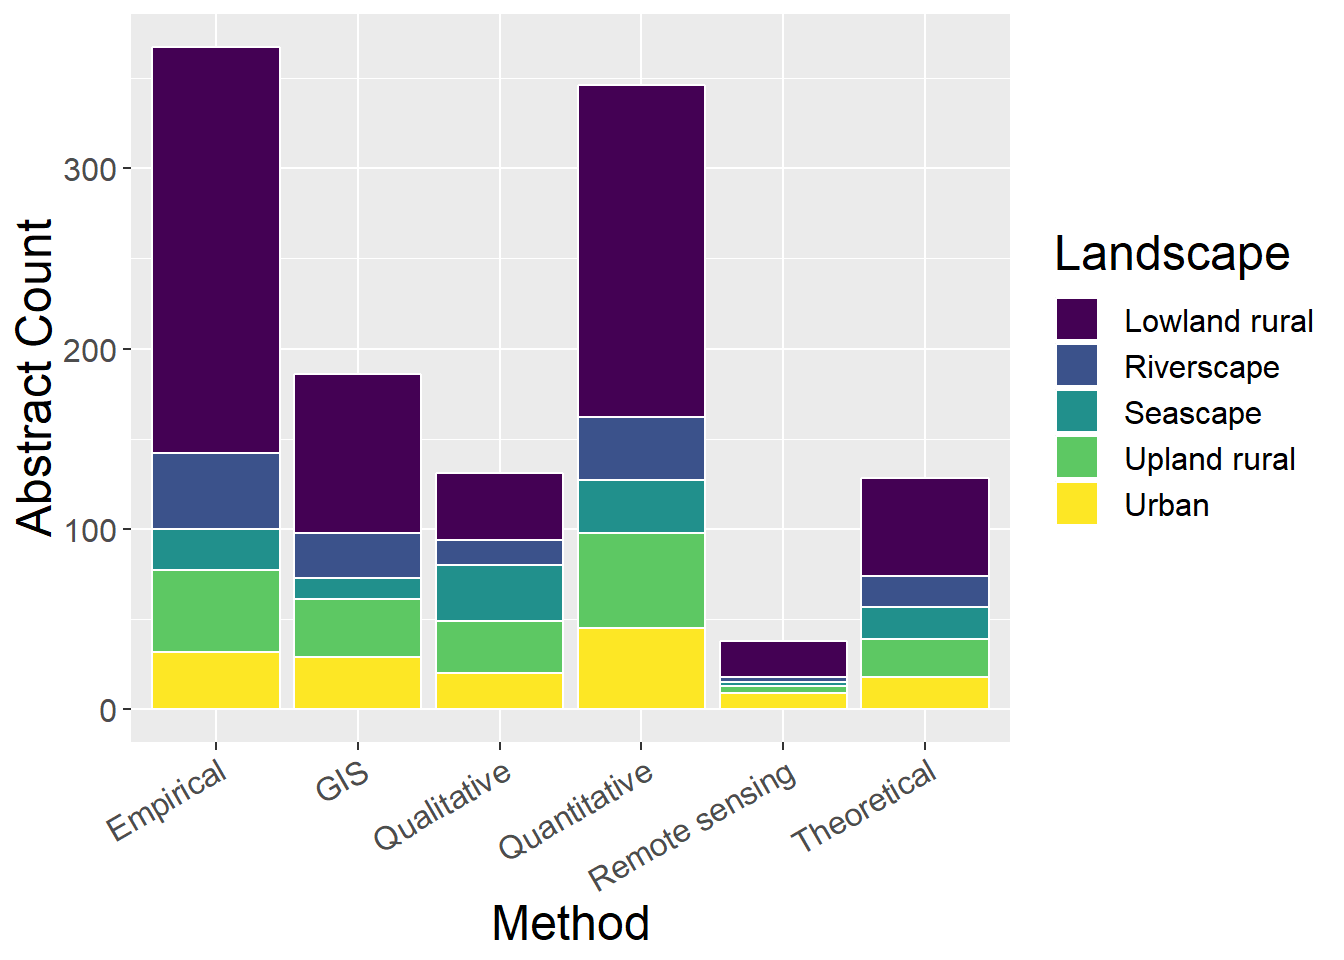 Abstract Count
300
200
100
0
Empirical
GIS
Qualitative
Quantitative
Remote sensing
Theoretical
Method
Landscape
Lowland rural
Riverscape
Seascape
Upland rural
Urban